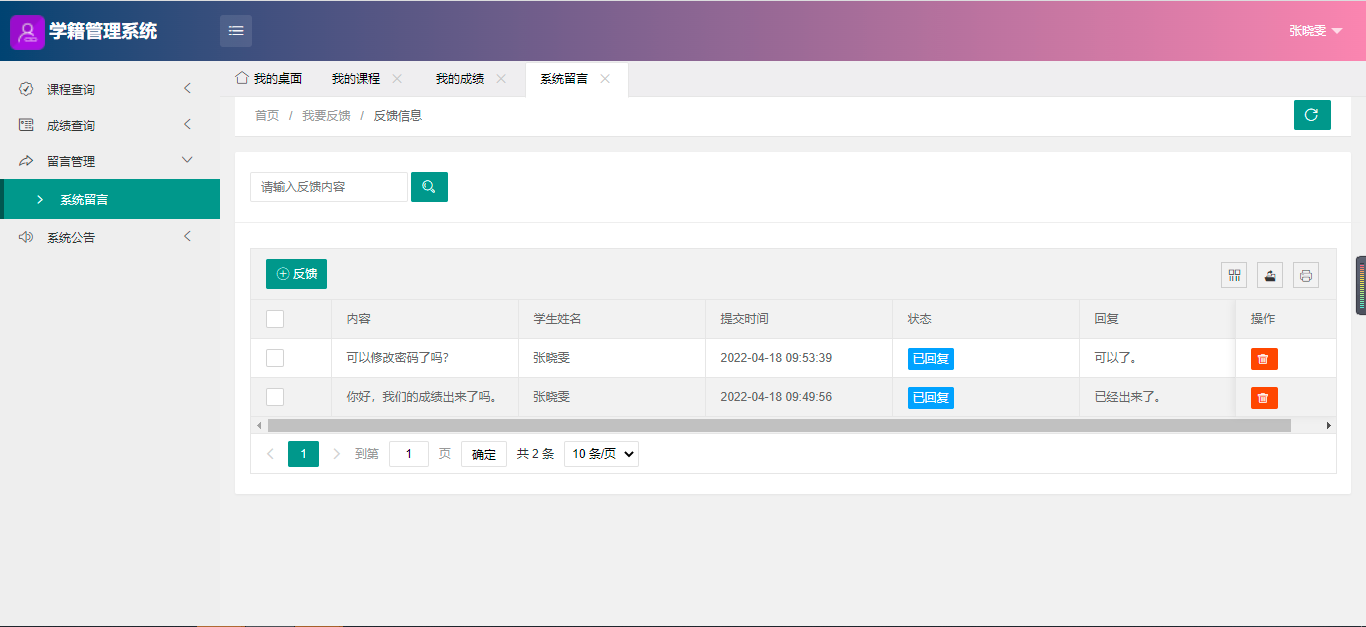 学籍管理系统
张晓雯
课程查询
成绩查询
留言管理
系统留言
系统公告
我的桌面 我的课程 我的成绩 系统留言
首页 / 我要反馈 / 反馈信息
请输入反馈内容
反馈
内容 学生姓名 提交时间 状态 回复 操作
可以修改密码了吗? 张晓雯 2022-04-18 09:53:39 已回复 可以了。
你好，我们的成绩出来了吗。 张晓雯 2022-04-18 09:49:56 已回复 已经出来了。
1 到第 1 页 确定 共 2 条 10 条/页